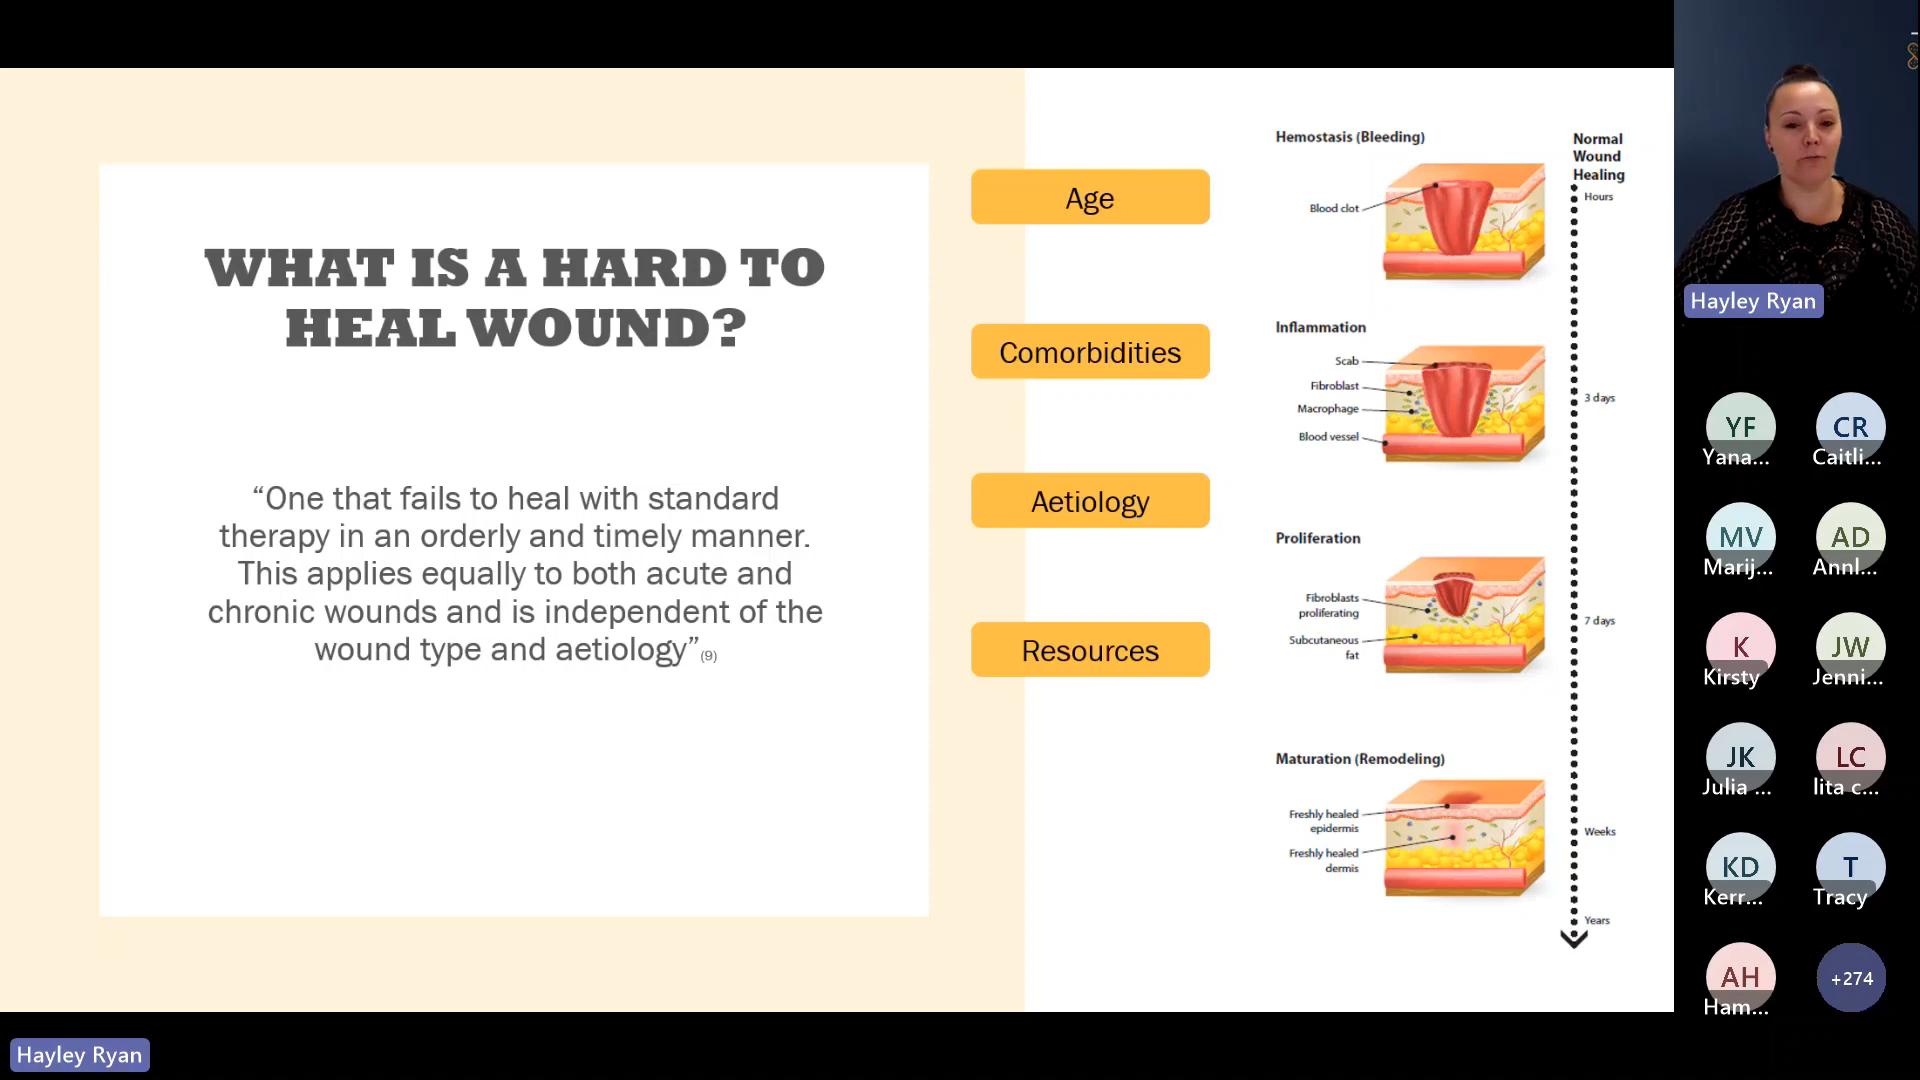 WHAT IS A HARD TO
HEAL WOUND?
“One that fails to heal with standard
therapy in an orderly and timely manner.
This applies equally to both acute and
chronic wounds and is independent of the
wound type and aetiology” (9)
Age
Comorbidities
Aetiology
Resources
Hemostasis (Bleeding)
Blood clot
Inflammation
Scab
Fibroblast
Macrophage
Blood vessel
Proliferation
Fibroblasts
proliferating
Subcutaneous
fat
Maturation (Remodeling)
Freshly healed
epidermis
Freshly healed
dermis
Normal
Wound
Healing
Hours
3 days
7 days
Weeks
Years
Hayley Ryan
YF
Yana...
CR
Caitli...
MV
Marij...
AD
Annl...
K
Kirsty
JW
Jenni...
JK
Julia ...
LC
lita c...
KD
Kerr...
T
Tracy
AH
Ham...
+274
Hayley Ryan